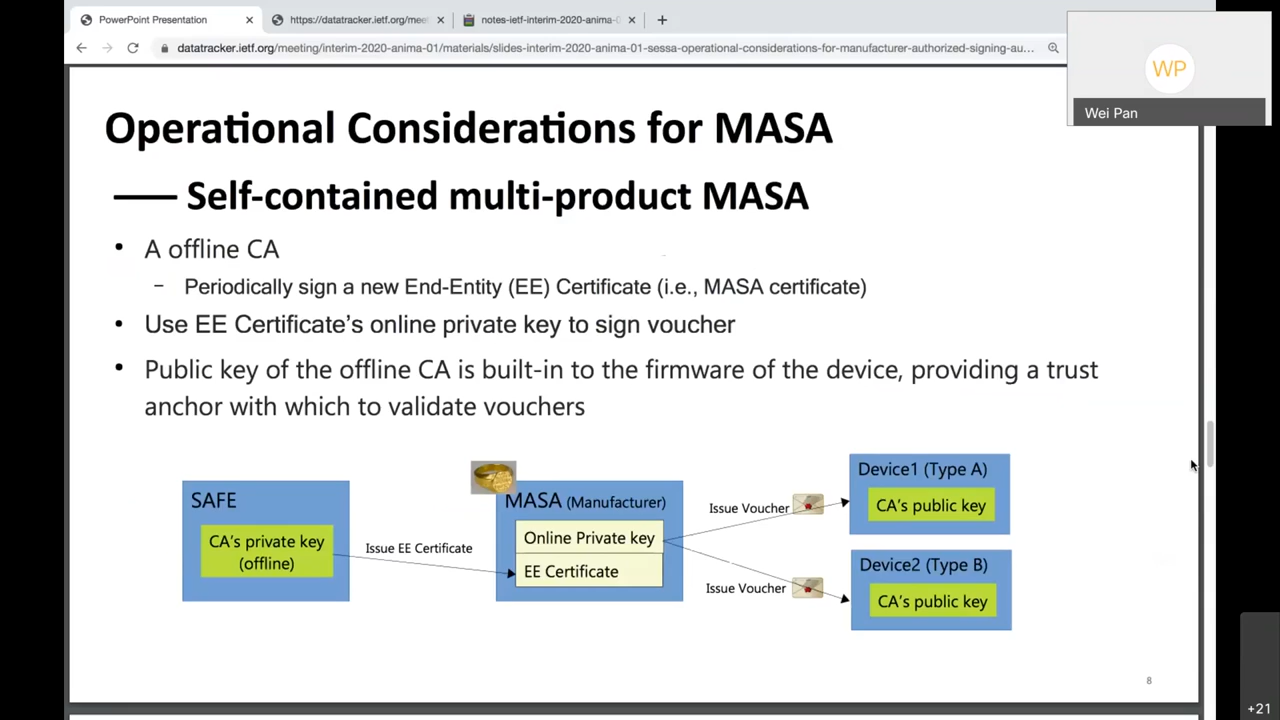 PowerPoint Presentation
https://datatracker.ietf.org/mee
notes-ietf-interim-2020-anima-0
datatracker.ietf.org/meeting/interim-2020-anima-01/materials/slides-interim-2020-anima-01-sessa-operational-considerations-for-manufacturer-authorized-signing-au...
WP
Wei Pan
Operational Considerations for MASA
—— Self-contained multi-product MASA
• A offline CA
– Periodically sign a new End-Entity (EE) Certificate (i.e., MASA certificate)
• Use EE Certificate's online private key to sign voucher
• Public key of the offline CA is built-in to the firmware of the device, providing a trust
anchor with which to validate vouchers
SAFE
CA's private key
(offline)
Issue EE Certificate
MASA (Manufacturer)
Online Private key
EE Certificate
Issue Voucher
Issue Voucher
Device1 (Type A)
CA's public key
Device2 (Type B)
CA's public key
8
+21